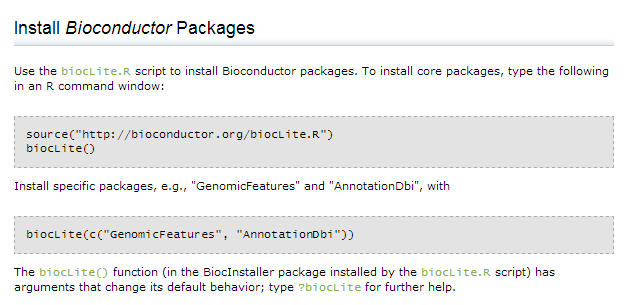 Install Bioconductor Packages
Use the biocLite.R script to install Bioconductor packages. To install core packages, type the following
in an R command window:
source("http://bioconductor.org/biocLite.R")
biocLite()
Install specific packages, e.g., "GenomicFeatures" and "AnnotationDbi", with
biocLite(c("GenomicFeatures", "AnnotationDbi"))
The biocLite() function (in the BiocInstaller package installed by the biocLite.R script) has
arguments that change its default behavior; type ?biocLite for further help.